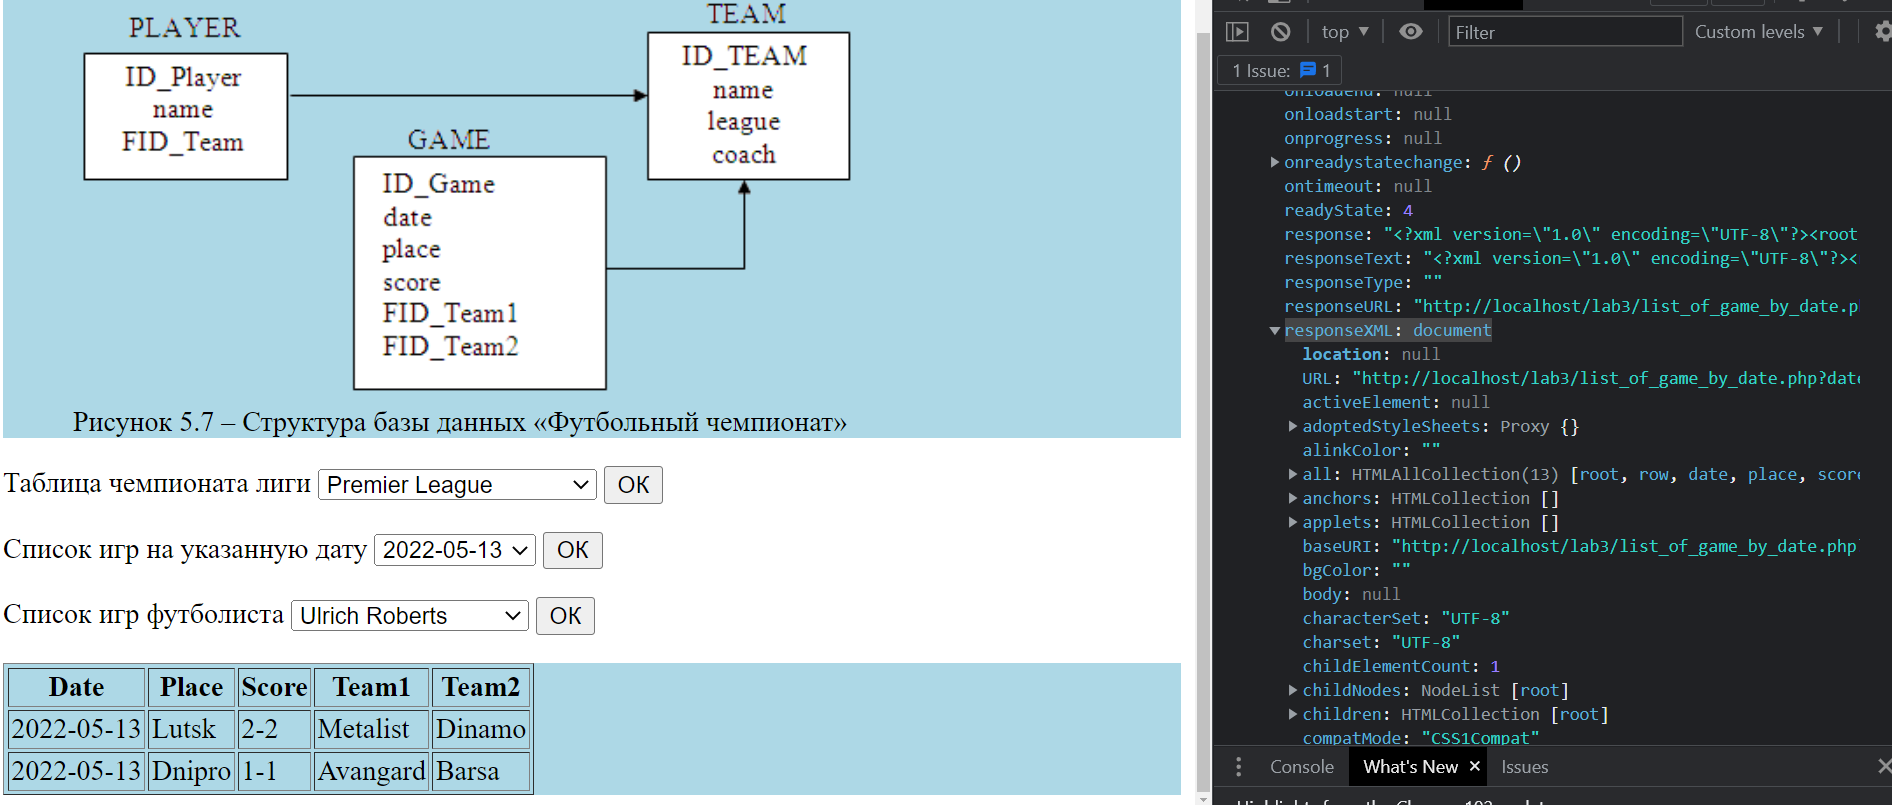 PLAYER
ID_Player
name
FID_Team
TEAM
ID_TEAM
name
league
coach
GAME
ID_Game
date
place
score
FID_Team1
FID_Team2
Рисунок 5.7 – Структура базы данных «Футбольный чемпионат»
Таблица чемпионата лиги Premier League ОК
Список игр на указанную дату 2022-05-13 ОК
Список игр футболиста Ulrich Roberts ОК
Date Place Score Team1 Team2
2022-05-13 Lutsk 2-2 Metalist Dinamo
2022-05-13 Dnipro 1-1 Avangard Barsa
top Filter Custom levels
1 Issue: 1
onloadend: null
onloadstart: null
onprogress: null
onreadystatechange: ƒ ()
ontimeout: null
readyState: 4
response: "<?xml version=\"1.0\" encoding=\"UTF-8\"?><root
responseText: "<?xml version=\"1.0\" encoding=\"UTF-8\"?><
responseType: ""
responseURL: "http://localhost/lab3/list_of_game_by_date.p
responseXML: document
location: null
URL: "http://localhost/lab3/list_of_game_by_date.php?date
activeElement: null
adoptedStyleSheets: Proxy {}
alinkColor: ""
all: HTMLAllCollection(13) [root, row, date, place, score
anchors: HTMLCollection []
applets: HTMLCollection []
baseURI: "http://localhost/lab3/list_of_game_by_date.php
bgColor: ""
body: null
characterSet: "UTF-8"
charset: "UTF-8"
childElementCount: 1
childNodes: NodeList [root]
children: HTMLCollection [root]
compatMode: "CSS1Compat"
Console What's New × Issues